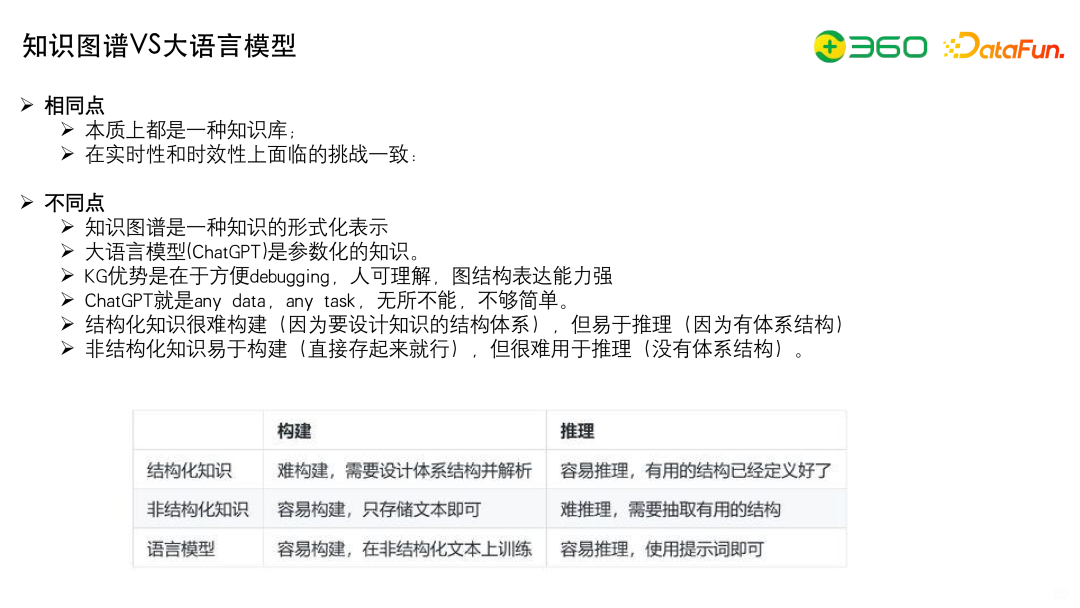 知识图谱VS大语言模型
360 DataFun.
相同点
本质上都是一种知识库；
在实时性和时效性上面临的挑战一致：
不同点
知识图谱是一种知识的形式化表示
大语言模型(ChatGPT)是参数化的知识。
KG优势是在于方便debugging，人可理解，图结构表达能力强
ChatGPT就是any data，any task，无所不能，不够简单。
结构化知识很难构建（因为要设计知识的结构体系），但易于推理（因为有体系结构）
非结构化知识易于构建（直接存起来就行），但很难用于推理（没有体系结构）。
构建 推理
结构化知识 难构建，需要设计体系结构并解析 容易推理，有用的结构已经定义好了
非结构化知识 容易构建，只存储文本即可 难推理，需要抽取有用的结构
语言模型 容易构建，在非结构化文本上训练 容易推理，使用提示词即可